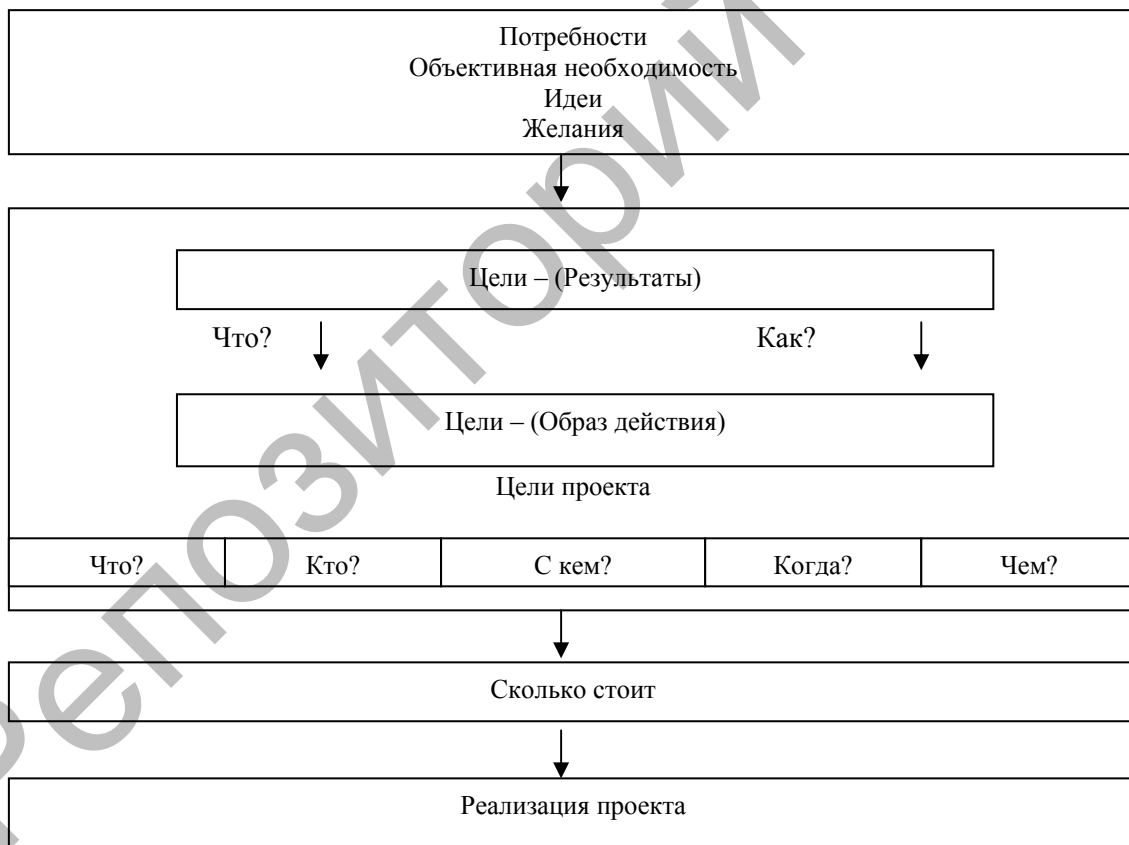 Потребности
Объективная необходимость
Идеи
Желания
Цели – (Результаты)
Что? Как?
Цели – (Образ действия)
Цели проекта
Что? Кто? С кем? Когда? Чем?
Сколько стоит
Реализация проекта
Репозиторий